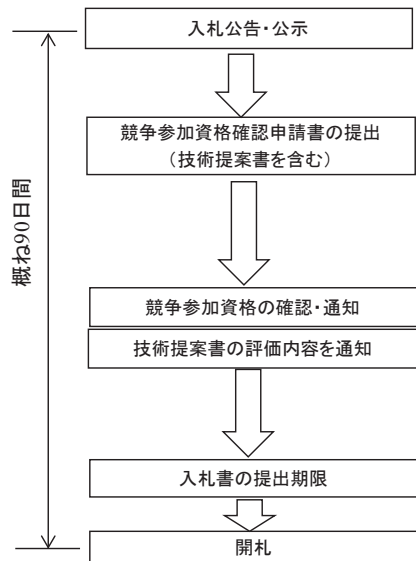 入札公告・公示
競争参加資格確認申請書の提出
（技術提案書を含む）
概ね90日間
競争参加資格の確認・通知
技術提案書の評価内容を通知
入札書の提出期限
開札